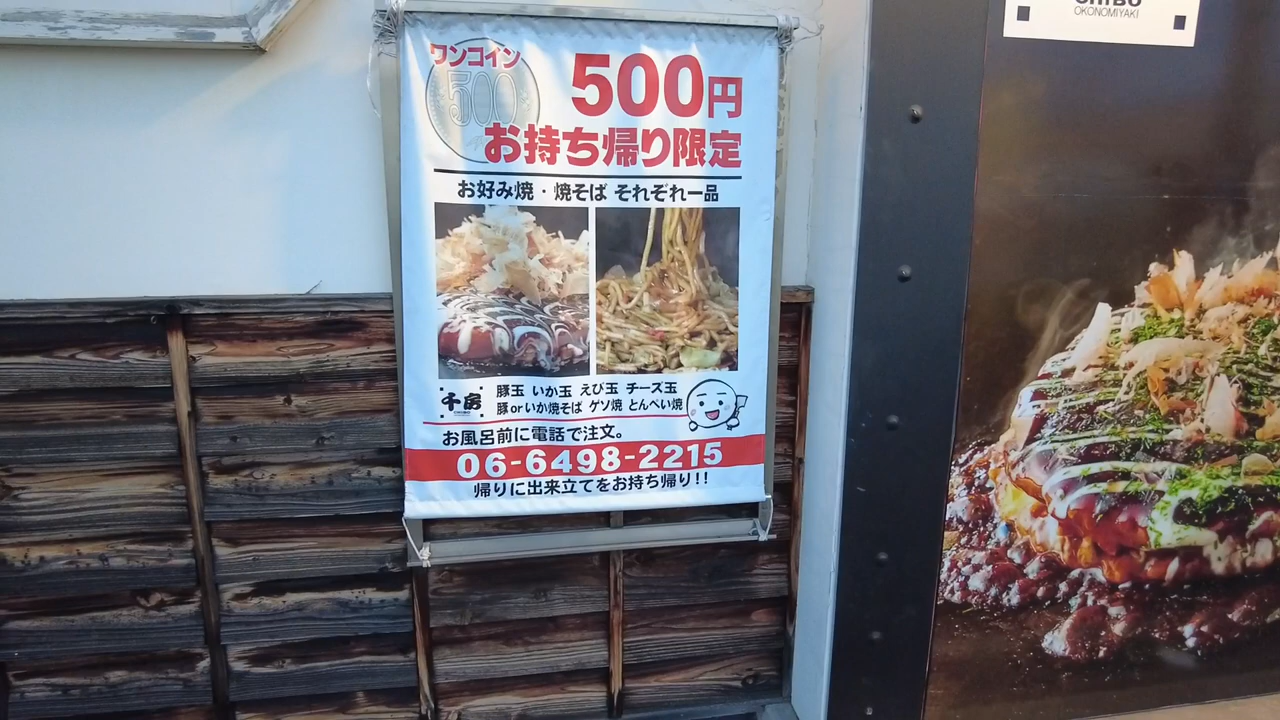 ワンコイン
500
500円
お持ち帰り限定
お好み焼・焼そば それぞれ一品
千房
豚玉 いか玉 えび玉 チーズ玉
豚orいか焼そば ゲソ焼 とんぺい焼
お風呂前に電話で注文。
06-6498-2215
帰りに出来立てをお持ち帰り!!
CHIBO
OKONOMIYAKI